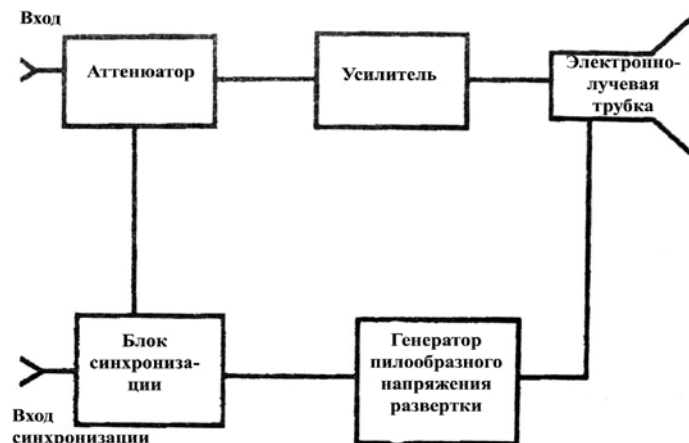 Вход
Аттенюатор
Усилитель
Электронно-
лучевая
трубка
Блок
синхрониза-
ции
Генератор
пилообразного
напряжения
развертки
Вход
синхронизации